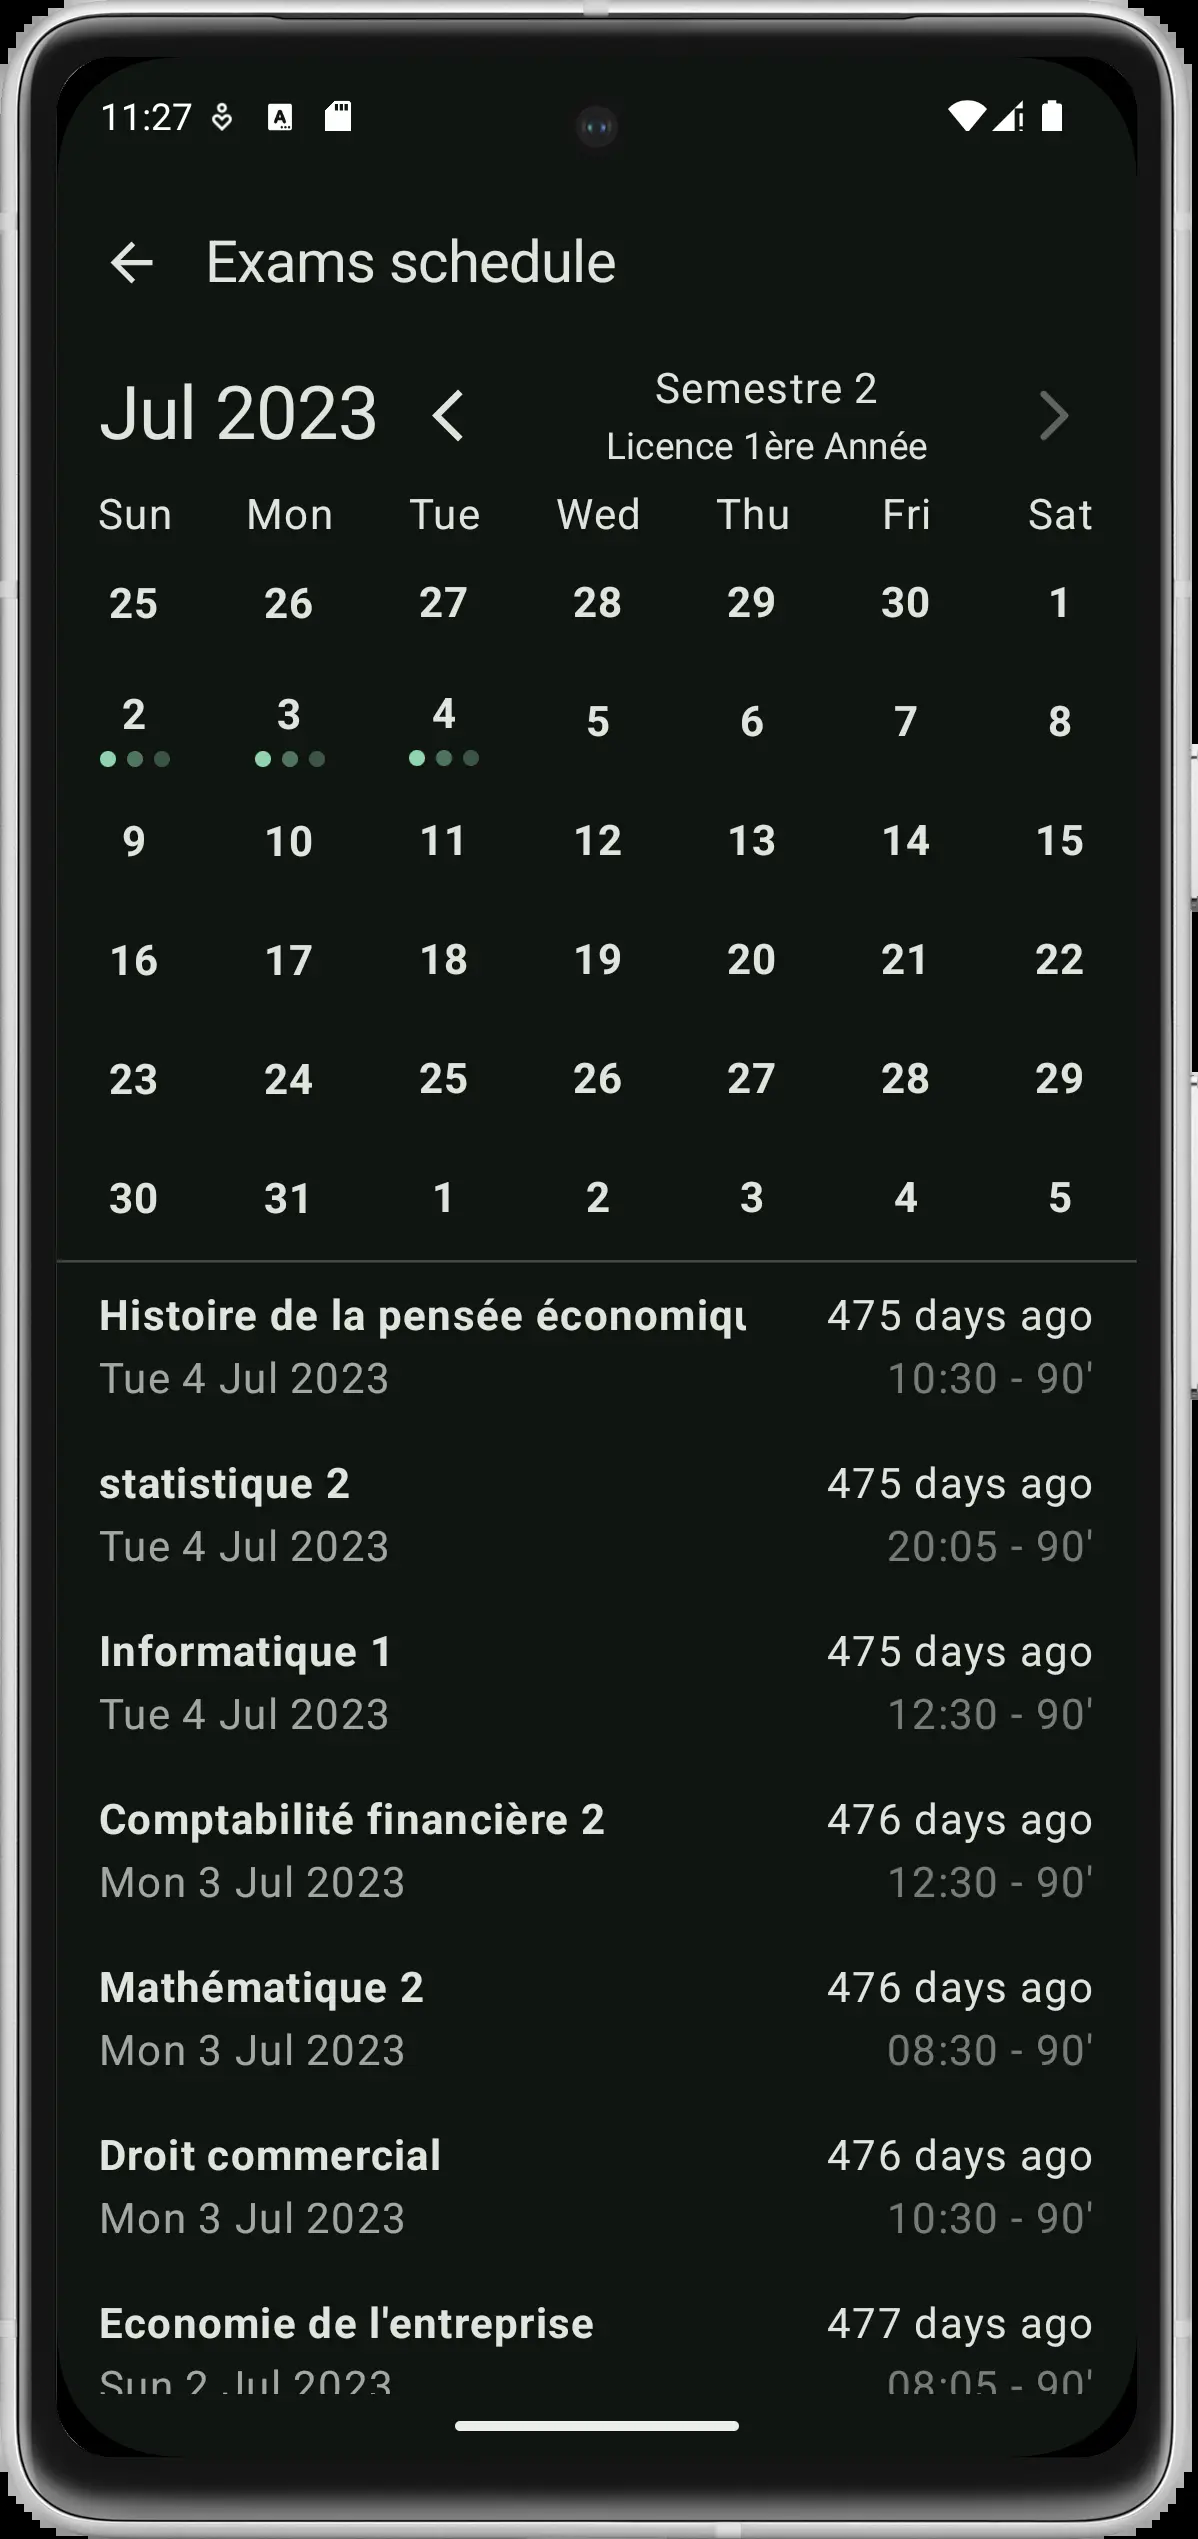 11:27
Exams schedule
Jul 2023
Semestre 2
Licence 1ère Année
Sun Mon Tue Wed Thu Fri Sat
25 26 27 28 29 30 1
2 3 4 5 6 7 8
9 10 11 12 13 14 15
16 17 18 19 20 21 22
23 24 25 26 27 28 29
30 31 1 2 3 4 5
Histoire de la pensée économiqu 475 days ago
Tue 4 Jul 2023 10:30 - 90'
statistique 2 475 days ago
Tue 4 Jul 2023 20:05 - 90'
Informatique 1 475 days ago
Tue 4 Jul 2023 12:30 - 90'
Comptabilité financière 2 476 days ago
Mon 3 Jul 2023 12:30 - 90'
Mathématique 2 476 days ago
Mon 3 Jul 2023 08:30 - 90'
Droit commercial 476 days ago
Mon 3 Jul 2023 10:30 - 90'
Economie de l'entreprise 477 days ago
Sun 2 Jul 2023 08:05 - 90'